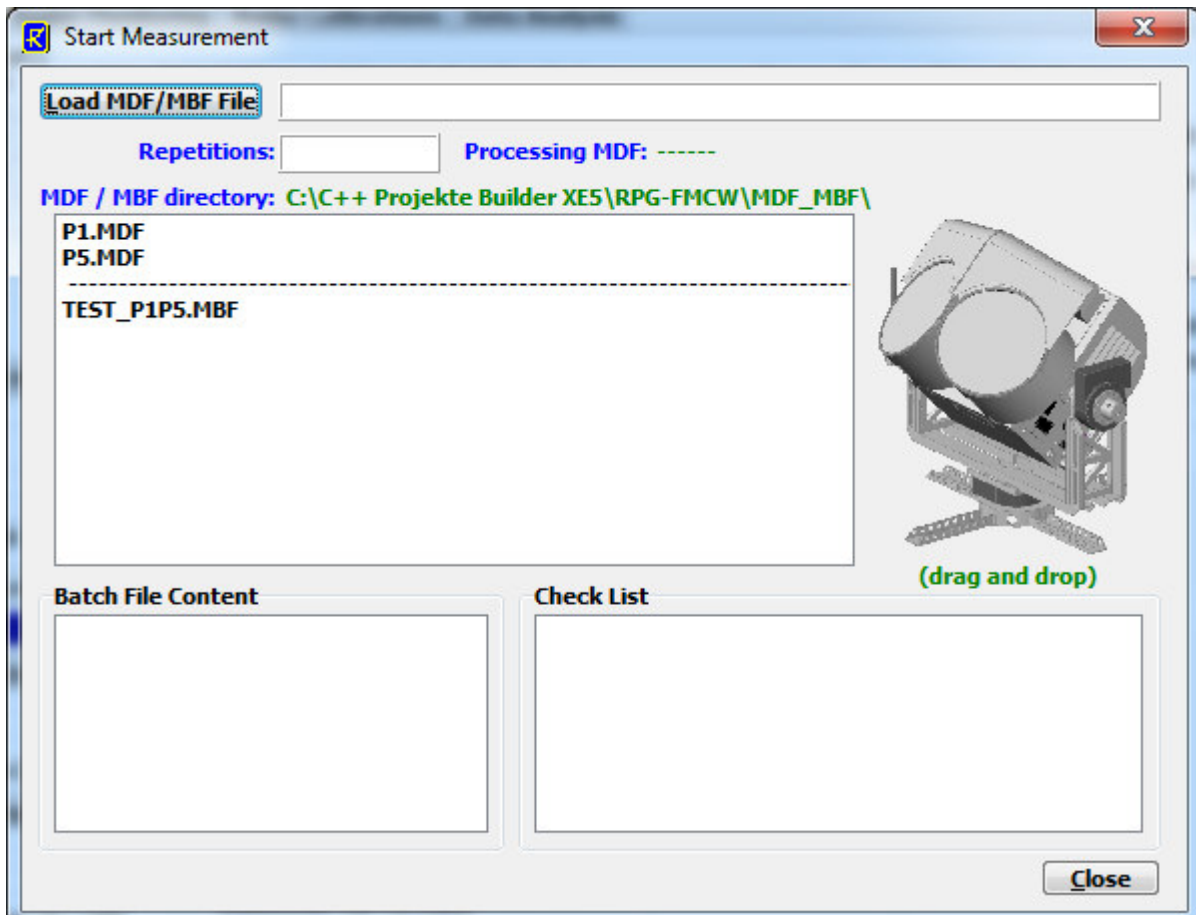 Start Measurement
Load MDF/MBF File
Repetitions: Processing MDF: ------
MDF / MBF directory: C:\C++ Projekte Builder XE5\RPG-FMCW\MDF_MBF\
P1.MDF
P5.MDF
--------------------------------------------------------------------------------
TEST_P1P5.MBF
(drag and drop)
Batch File Content Check List
Close